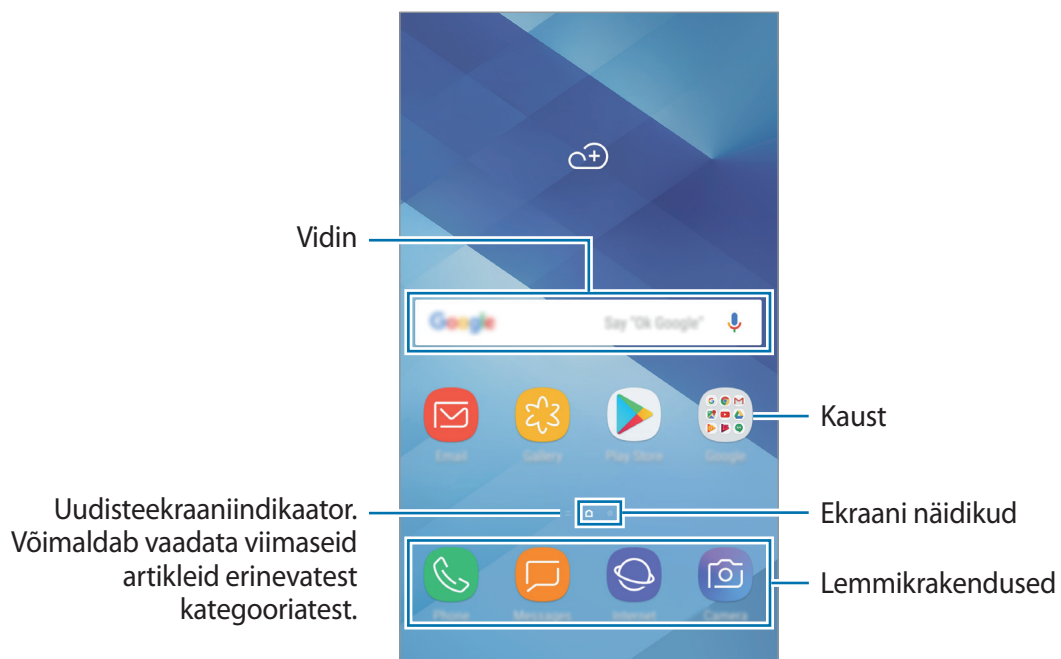 Vidin
Google
Say "Ok Google"
Kaust
Email
Gallery
Play Store
Google
Uudisteekraaniindikaator.
Võimaldab vaadata viimaseid
artikleid erinevatest
kategooriatest.
Ekraani näidikud
Lemmikrakendused
Phone
Messages
Internet
Camera